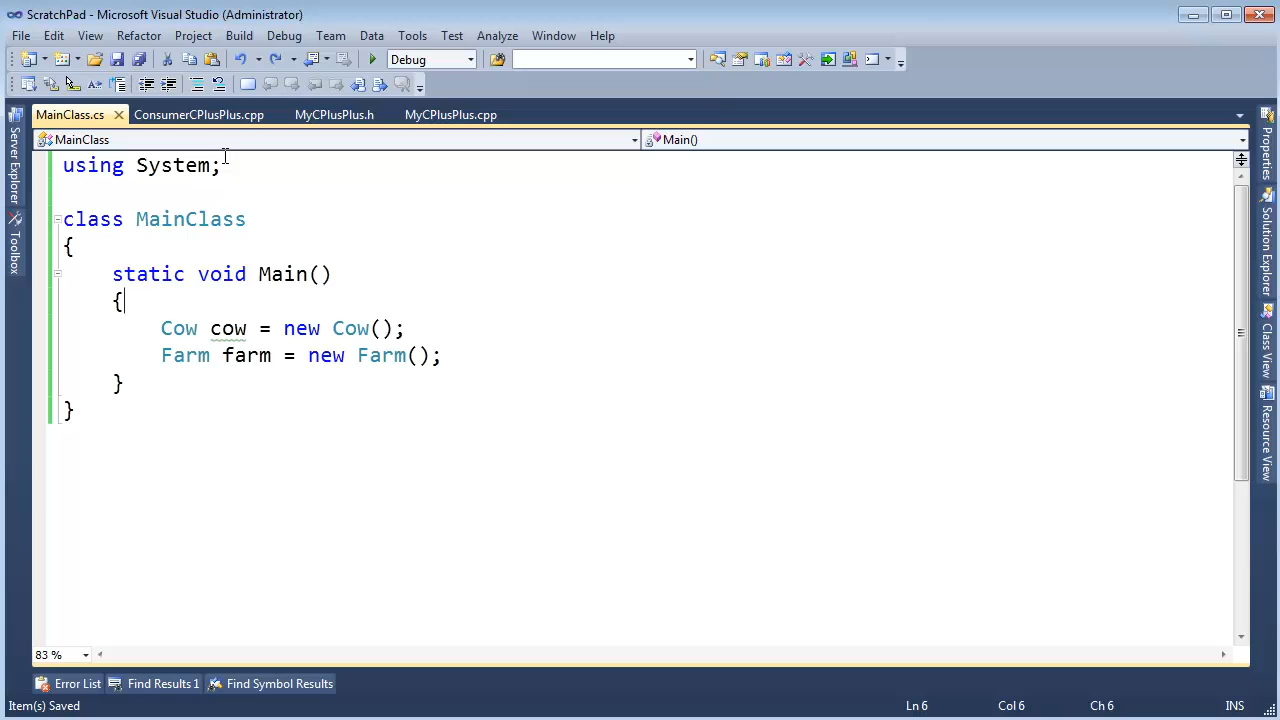 ScratchPad - Microsoft Visual Studio (Administrator)
File Edit View Refactor Project Build Debug Team Data Tools Test Analyze Window Help
Debug
MainClass.cs ConsumerCPlusPlus.cpp MyCPlusPlus.h MyCPlusPlus.cpp
MainClass Main()
Server Explorer
Toolbox
using System;
class MainClass
{
static void Main()
{
Cow cow = new Cow();
Farm farm = new Farm();
}
}
Properties
Solution Explorer
Class View
Resource View
83 %
Error List Find Results 1 Find Symbol Results
Item(s) Saved Ln 6 Col 6 Ch 6 INS